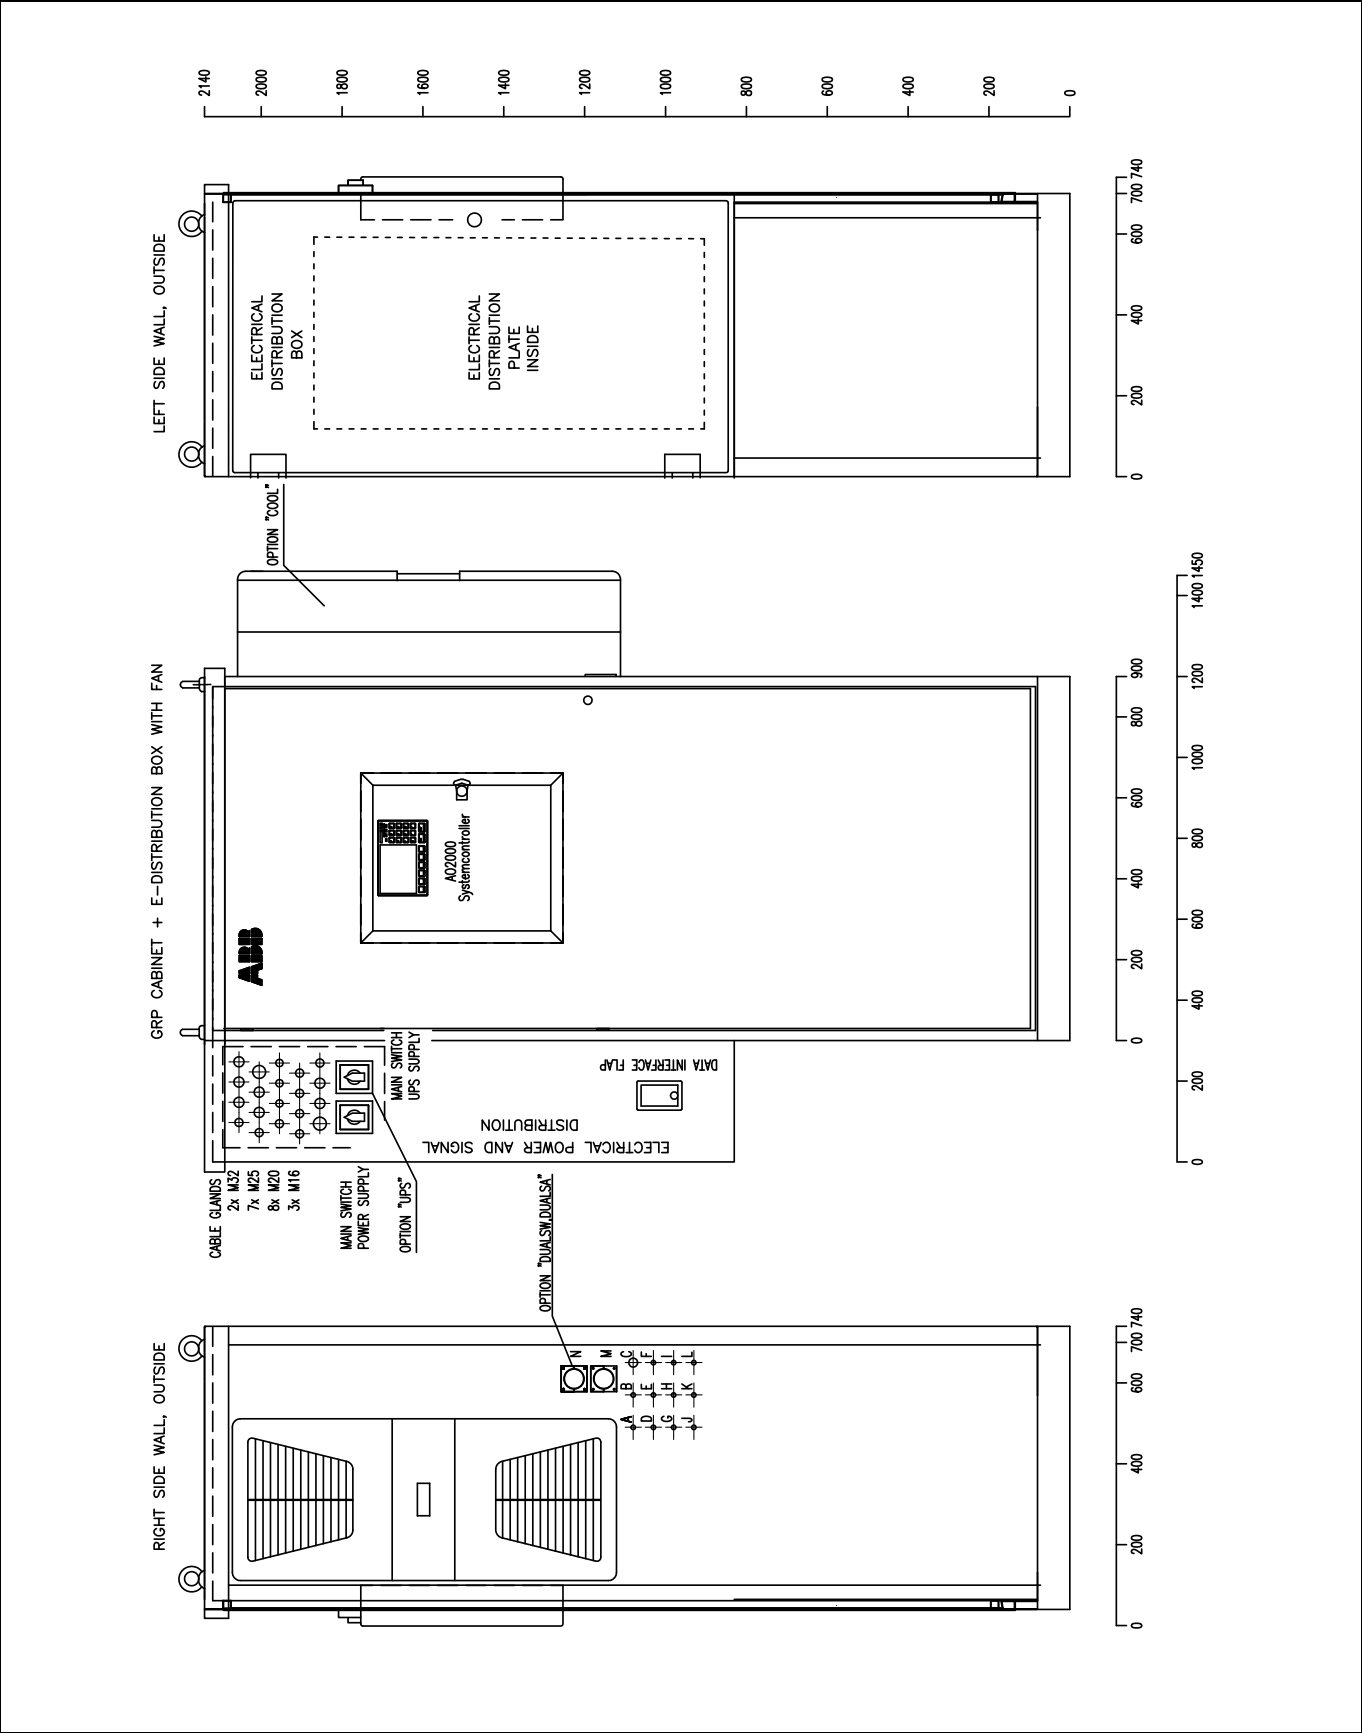 LEFT SIDE WALL, OUTSIDE
ELECTRICAL
DISTRIBUTION
BOX
ELECTRICAL
DISTRIBUTION
PLATE
INSIDE
2140
2000
1800
1600
1400
1200
1000
800
600
400
200
0
0
200
400
600
700
740
GRP CABINET + E-DISTRIBUTION BOX WITH FAN
OPTION "COOL"
ABB
AO2000
Systemcontroller
MAIN SWITCH
UPS SUPPLY
DATA INTERFACE FLAP
ELECTRICAL POWER AND SIGNAL
DISTRIBUTION
CABLE GLANDS
2x M32
7x M25
8x M20
3x M16
MAIN SWITCH
POWER SUPPLY
OPTION "UPS"
OPTION "DUALSW,DUALSA"
0
200
400
600
800
900
0
200
400
600
800
1000
1200
1400
1450
RIGHT SIDE WALL, OUTSIDE
N
M
A B C
D E F
G H I
J K L
0
200
400
600
700
740